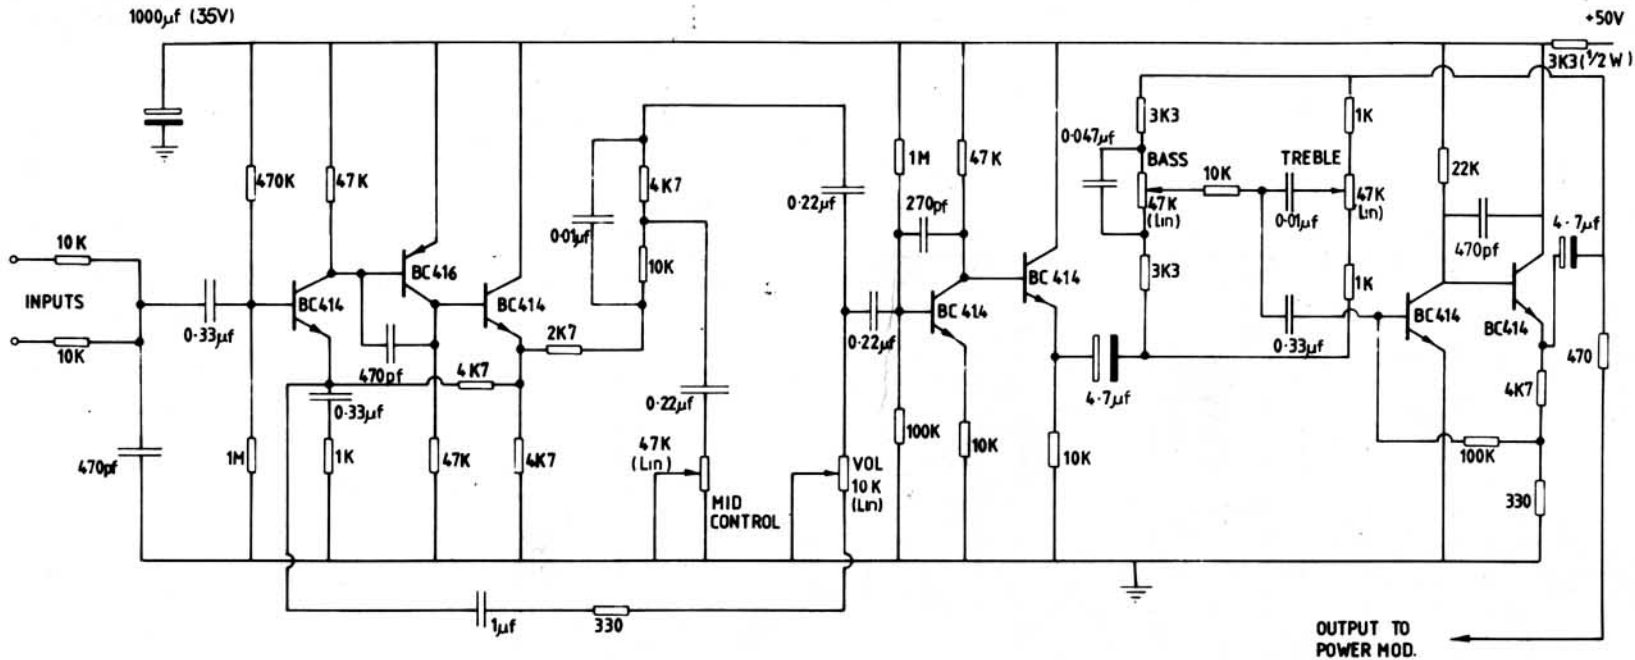 1000µf (35V)
+50V
3K3 (1/2 W)
470K
47K
10K
INPUTS
10K
0·33µf
BC414
BC416
BC414
470pf
4K7
2K7
0·33µf
470pf
1M
1K
47K
4K7
0·01µf
4K7
10K
0·22µf
47K
(Lin)
MID
CONTROL
0·22µf
0·22µf
VOL
10K
(Lin)
1µf
330
1M
47K
270pf
BC414
BC414
100K
10K
4·7µf
10K
0·047µf
3K3
BASS
47K
(Lin)
3K3
10K
TREBLE
0·01µf
1K
47K
(Lin)
1K
0·33µf
22K
470pf
4·7µf
BC414
BC414
470
4K7
100K
330
OUTPUT TO
POWER MOD.